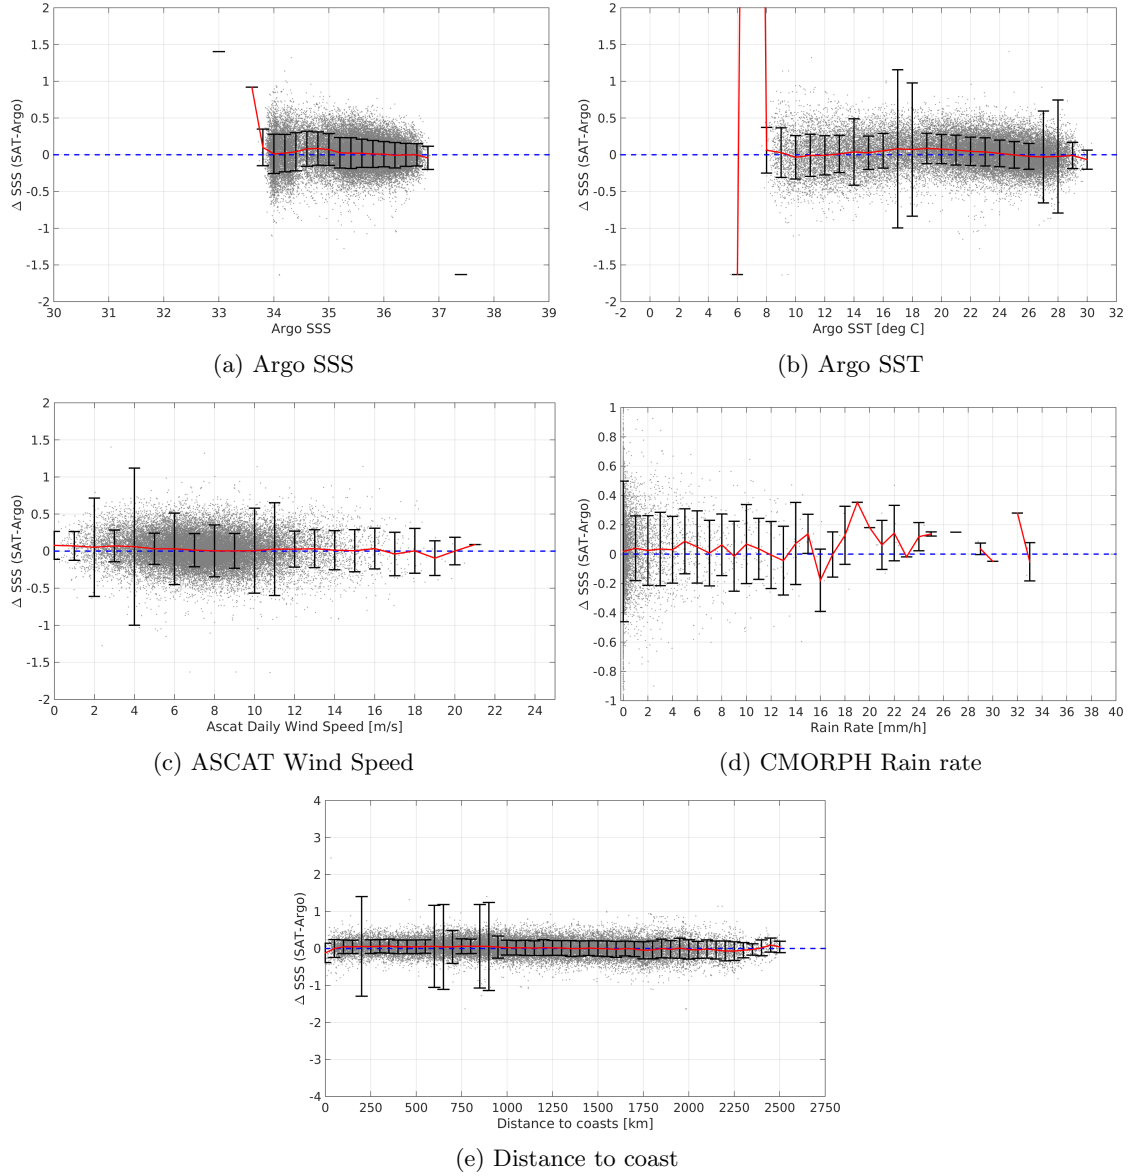 2
1.5
1
0.5
0
-0.5
-1
-1.5
-2
Δ SSS (SAT-Argo)
30 31 32 33 34 35 36 37 38 39
Argo SSS
(a) Argo SSS
2
1.5
1
0.5
0
-0.5
-1
-1.5
-2
Δ SSS (SAT-Argo)
-2 0 2 4 6 8 10 12 14 16 18 20 22 24 26 28 30 32
Argo SST [deg C]
(b) Argo SST
2
1.5
1
0.5
0
-0.5
-1
-1.5
-2
Δ SSS (SAT-Argo)
0 2 4 6 8 10 12 14 16 18 20 22 24
Ascat Daily Wind Speed [m/s]
(c) ASCAT Wind Speed
1
0.8
0.6
0.4
0.2
0
-0.2
-0.4
-0.6
-0.8
-1
Δ SSS (SAT-Argo)
0 2 4 6 8 10 12 14 16 18 20 22 24 26 28 30 32 34 36 38 40
Rain Rate [mm/h]
(d) CMORPH Rain rate
4
3
2
1
0
-1
-2
-3
-4
Δ SSS (SAT-Argo)
0 250 500 750 1000 1250 1500 1750 2000 2250 2500 2750
Distance to coasts [km]
(e) Distance to coast